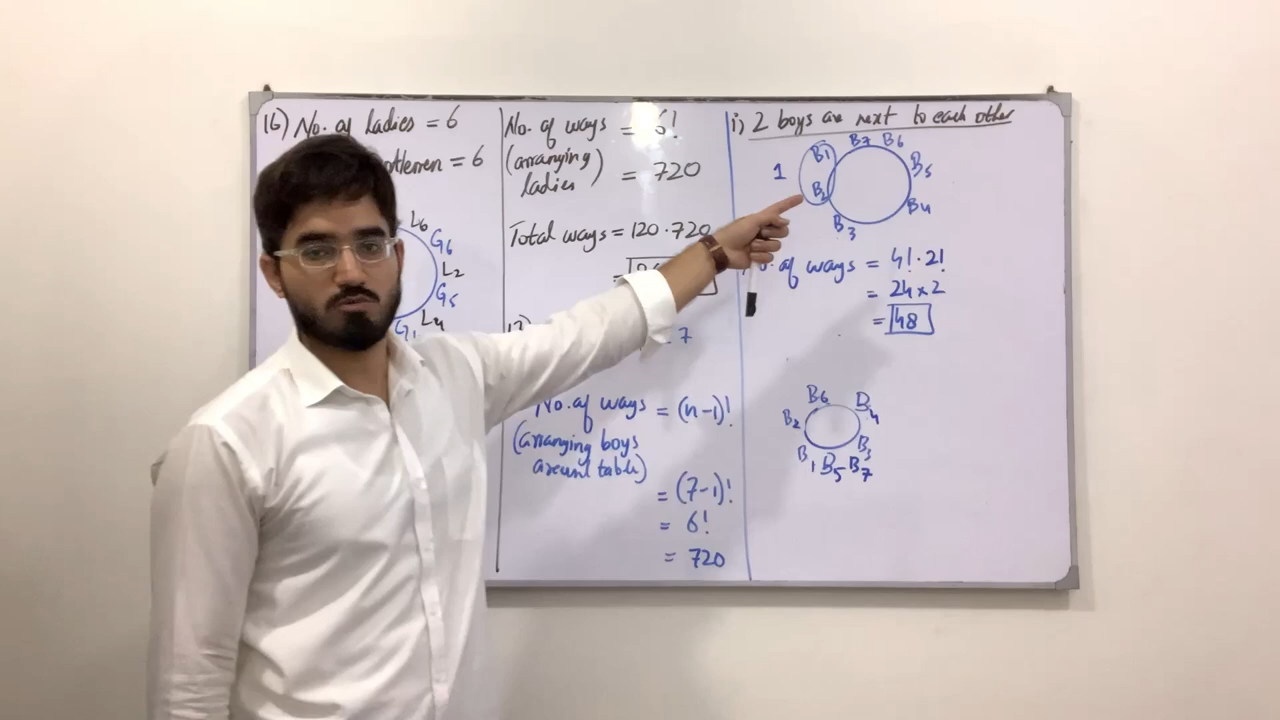 16) No. of Ladies = 6
= 6
L6
G6
L2
G5
L4
G1
No. of ways = 6!
(arranging ladies) = 720
Total ways = 120.720
=
7
No. of ways = (n-1)!
(arranging boys around table)
= (7-1)!
= 6!
= 720
i) 2 boys are next to each other
B7 B6
1 B1 B5
B2 B4
B3
of ways = 4!.2!
= 24x2
= 48
B6
B2 B4
B1 B5 B7 B3